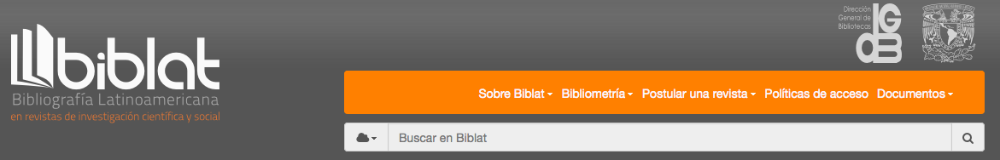 biblat
Bibliografía Latinoamericana
en revistas de investigación científica y social
Dirección
General de
Bibliotecas
DGB
Sobre Biblat Bibliometría Postular una revista Políticas de acceso Documentos
Buscar en Biblat